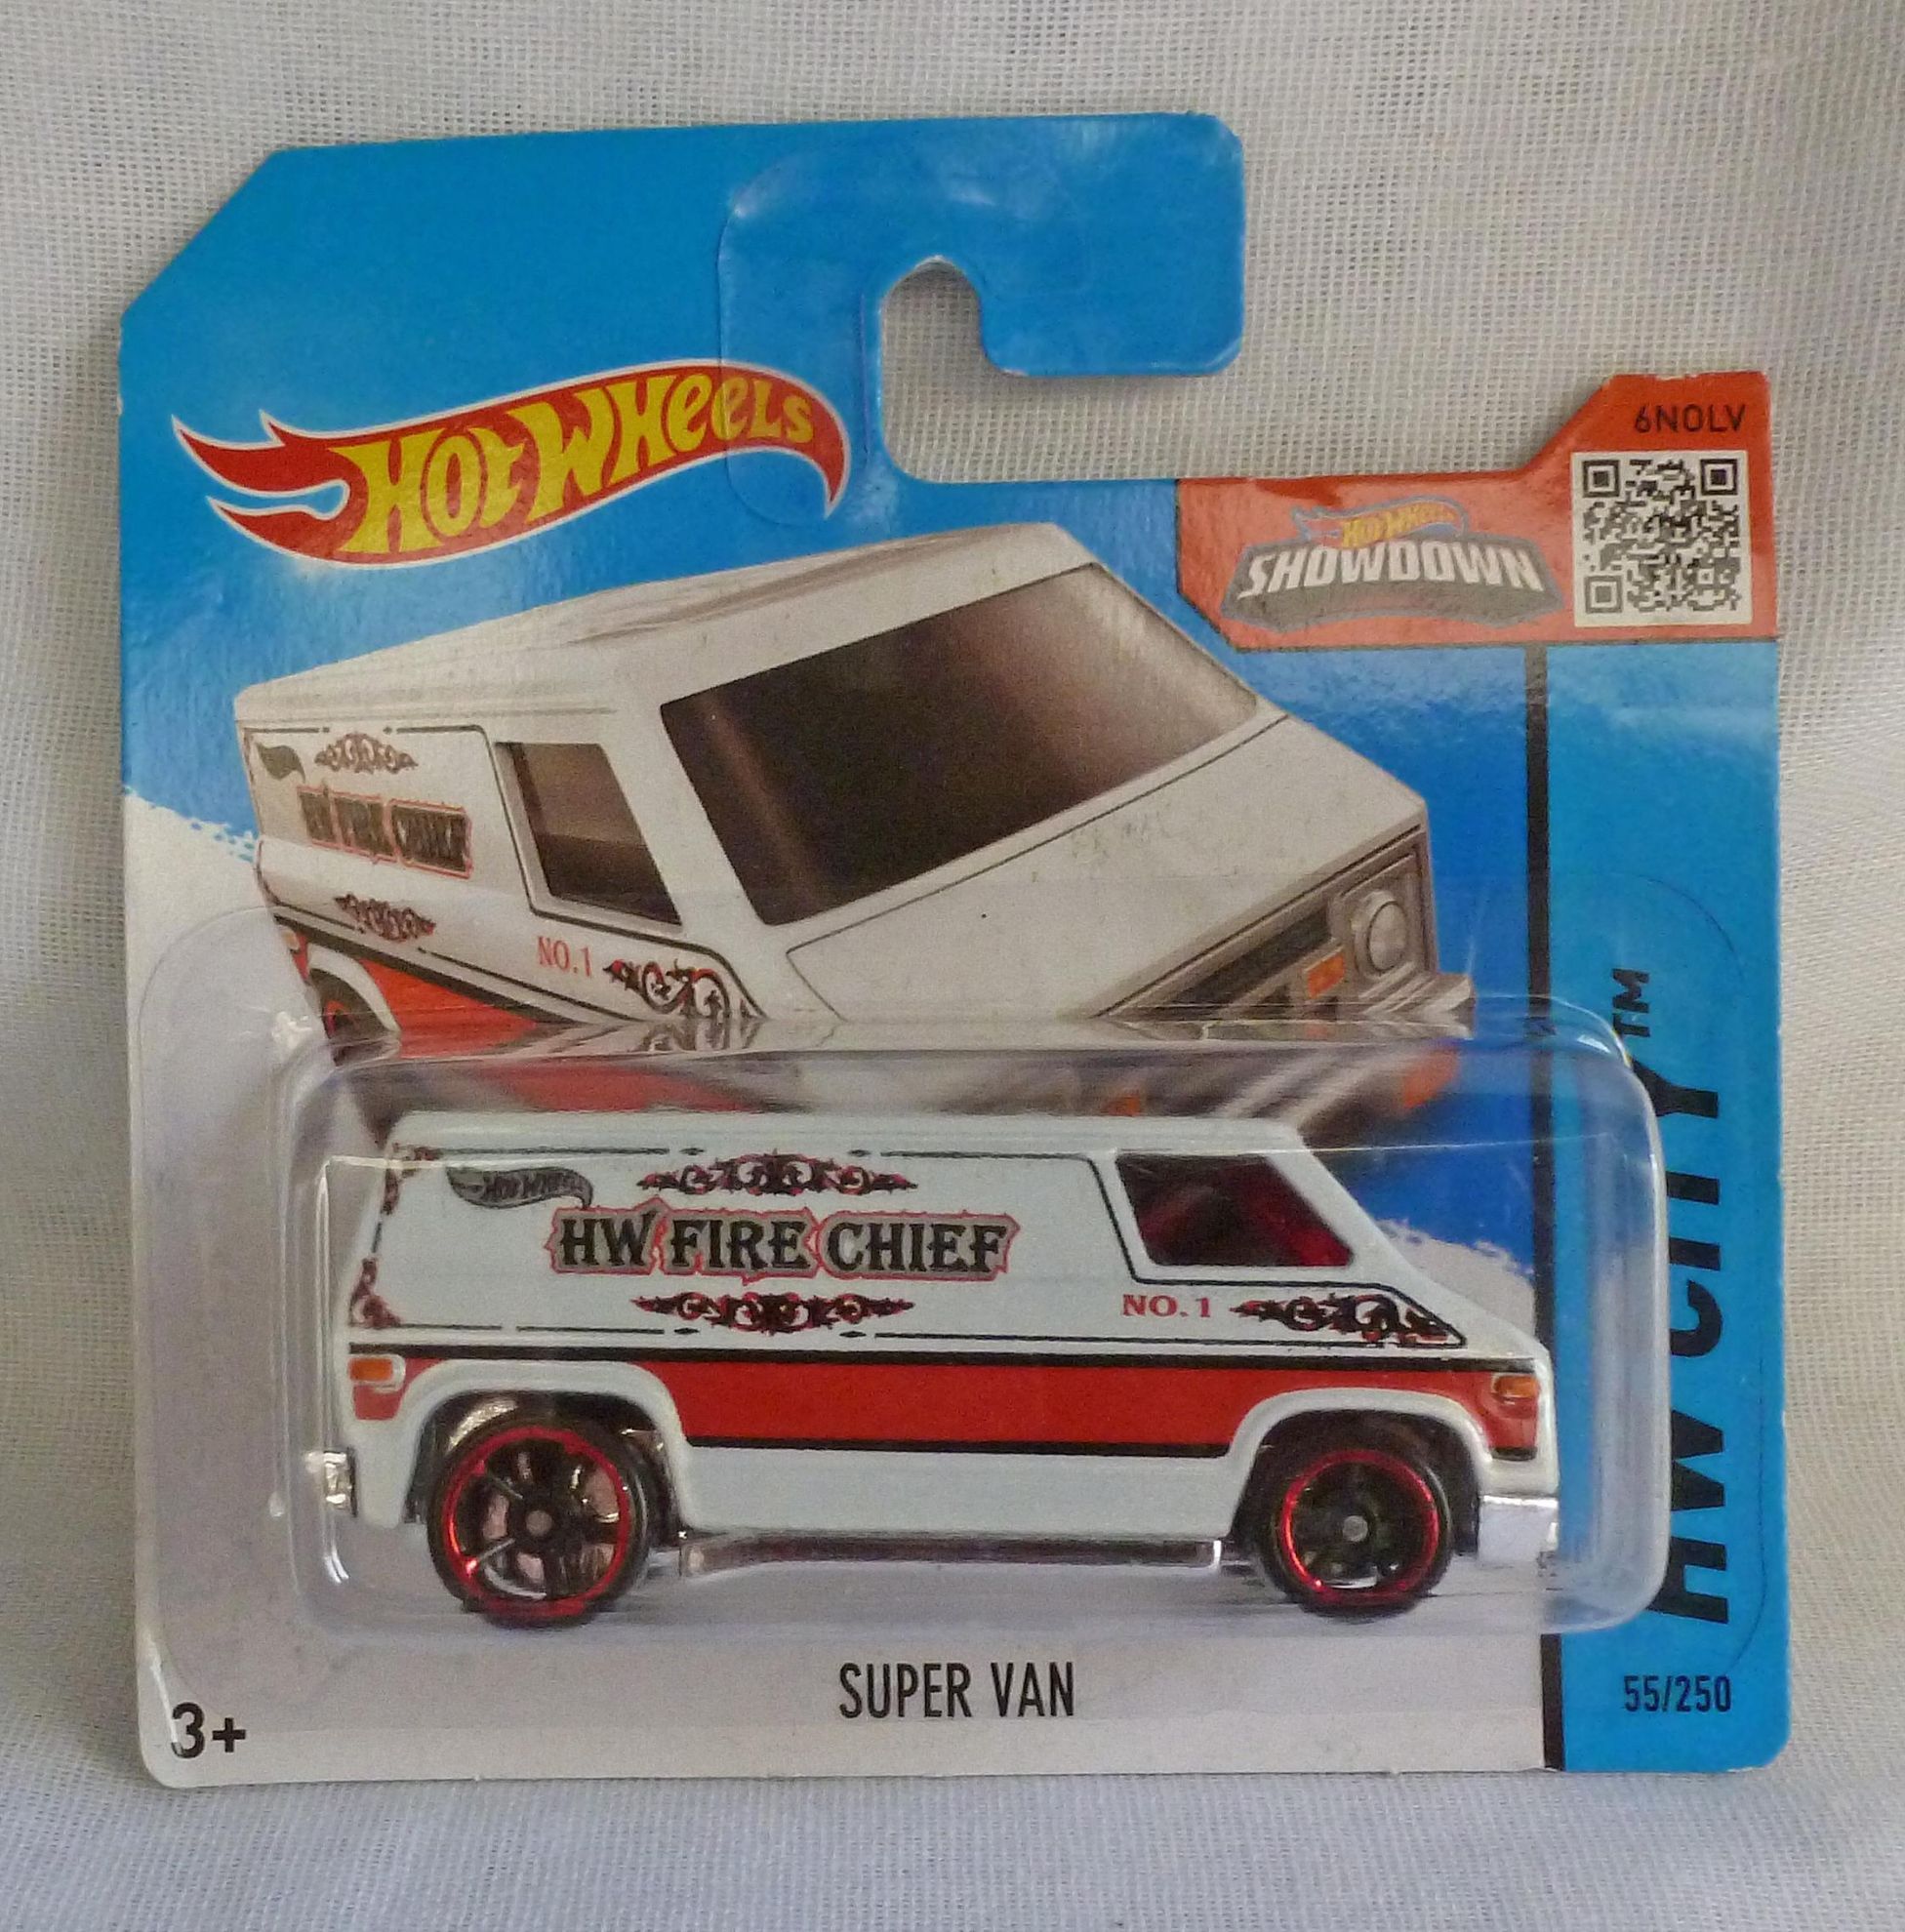 6NOLV
HOT WHEELS
HOT WHEELS
SHOWDOWN
HW FIRE CHIEF
NO.1
HW CITY™
HOT WHEELS
HW FIRE CHIEF
NO.1
SUPER VAN
55/250
3+